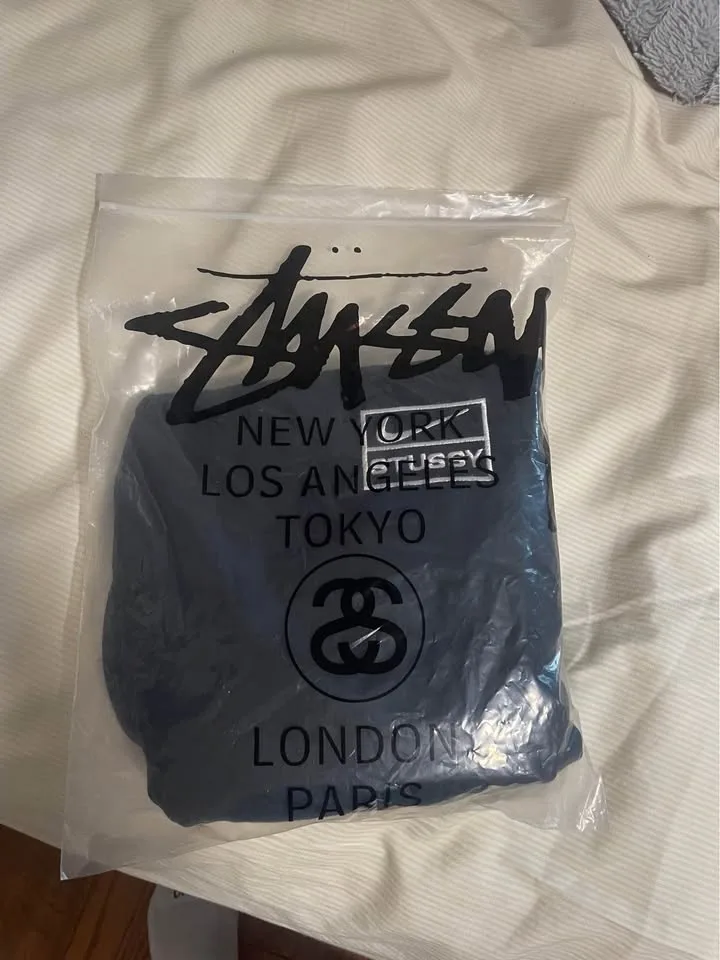 STÜSSY
NEW YORK
STUSSY
LOS ANGELES
TOKYO
LONDON
PARIS